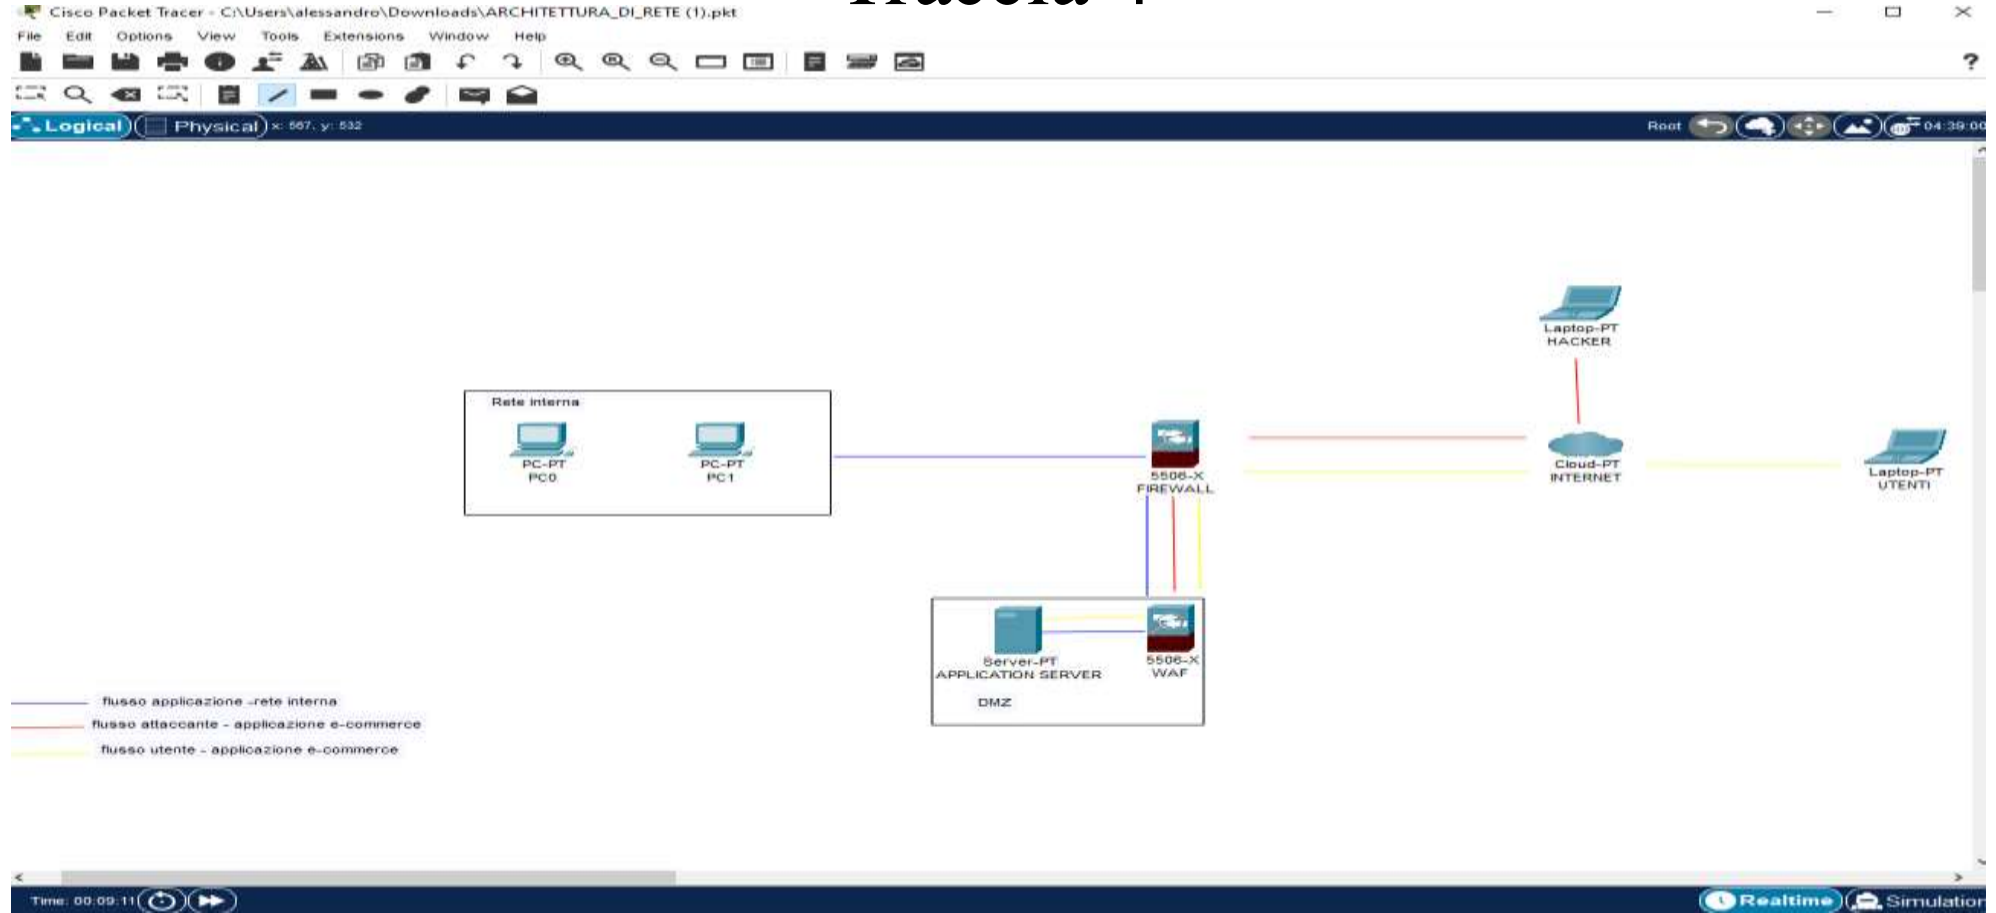 Cisco Packet Tracer - C:\Users\alessandro\Downloads\ARCHITETTURA_DI_RETE (1).pkt
File Edit Options View Tools Extensions Window Help
?
Logical Physical x: 567, y: 532
Root 04:39:00
Laptop-PT
HACKER
Rete interna
PC-PT
PC0
PC-PT
PC1
5506-X
FIREWALL
Cloud-PT
INTERNET
Laptop-PT
UTENTI
Server-PT
APPLICATION SERVER
5506-X
WAF
DMZ
flusso applicazione -rete interna
flusso attaccante - applicazione e-commerce
flusso utente - applicazione e-commerce
Time: 00:09:11
Realtime Simulation